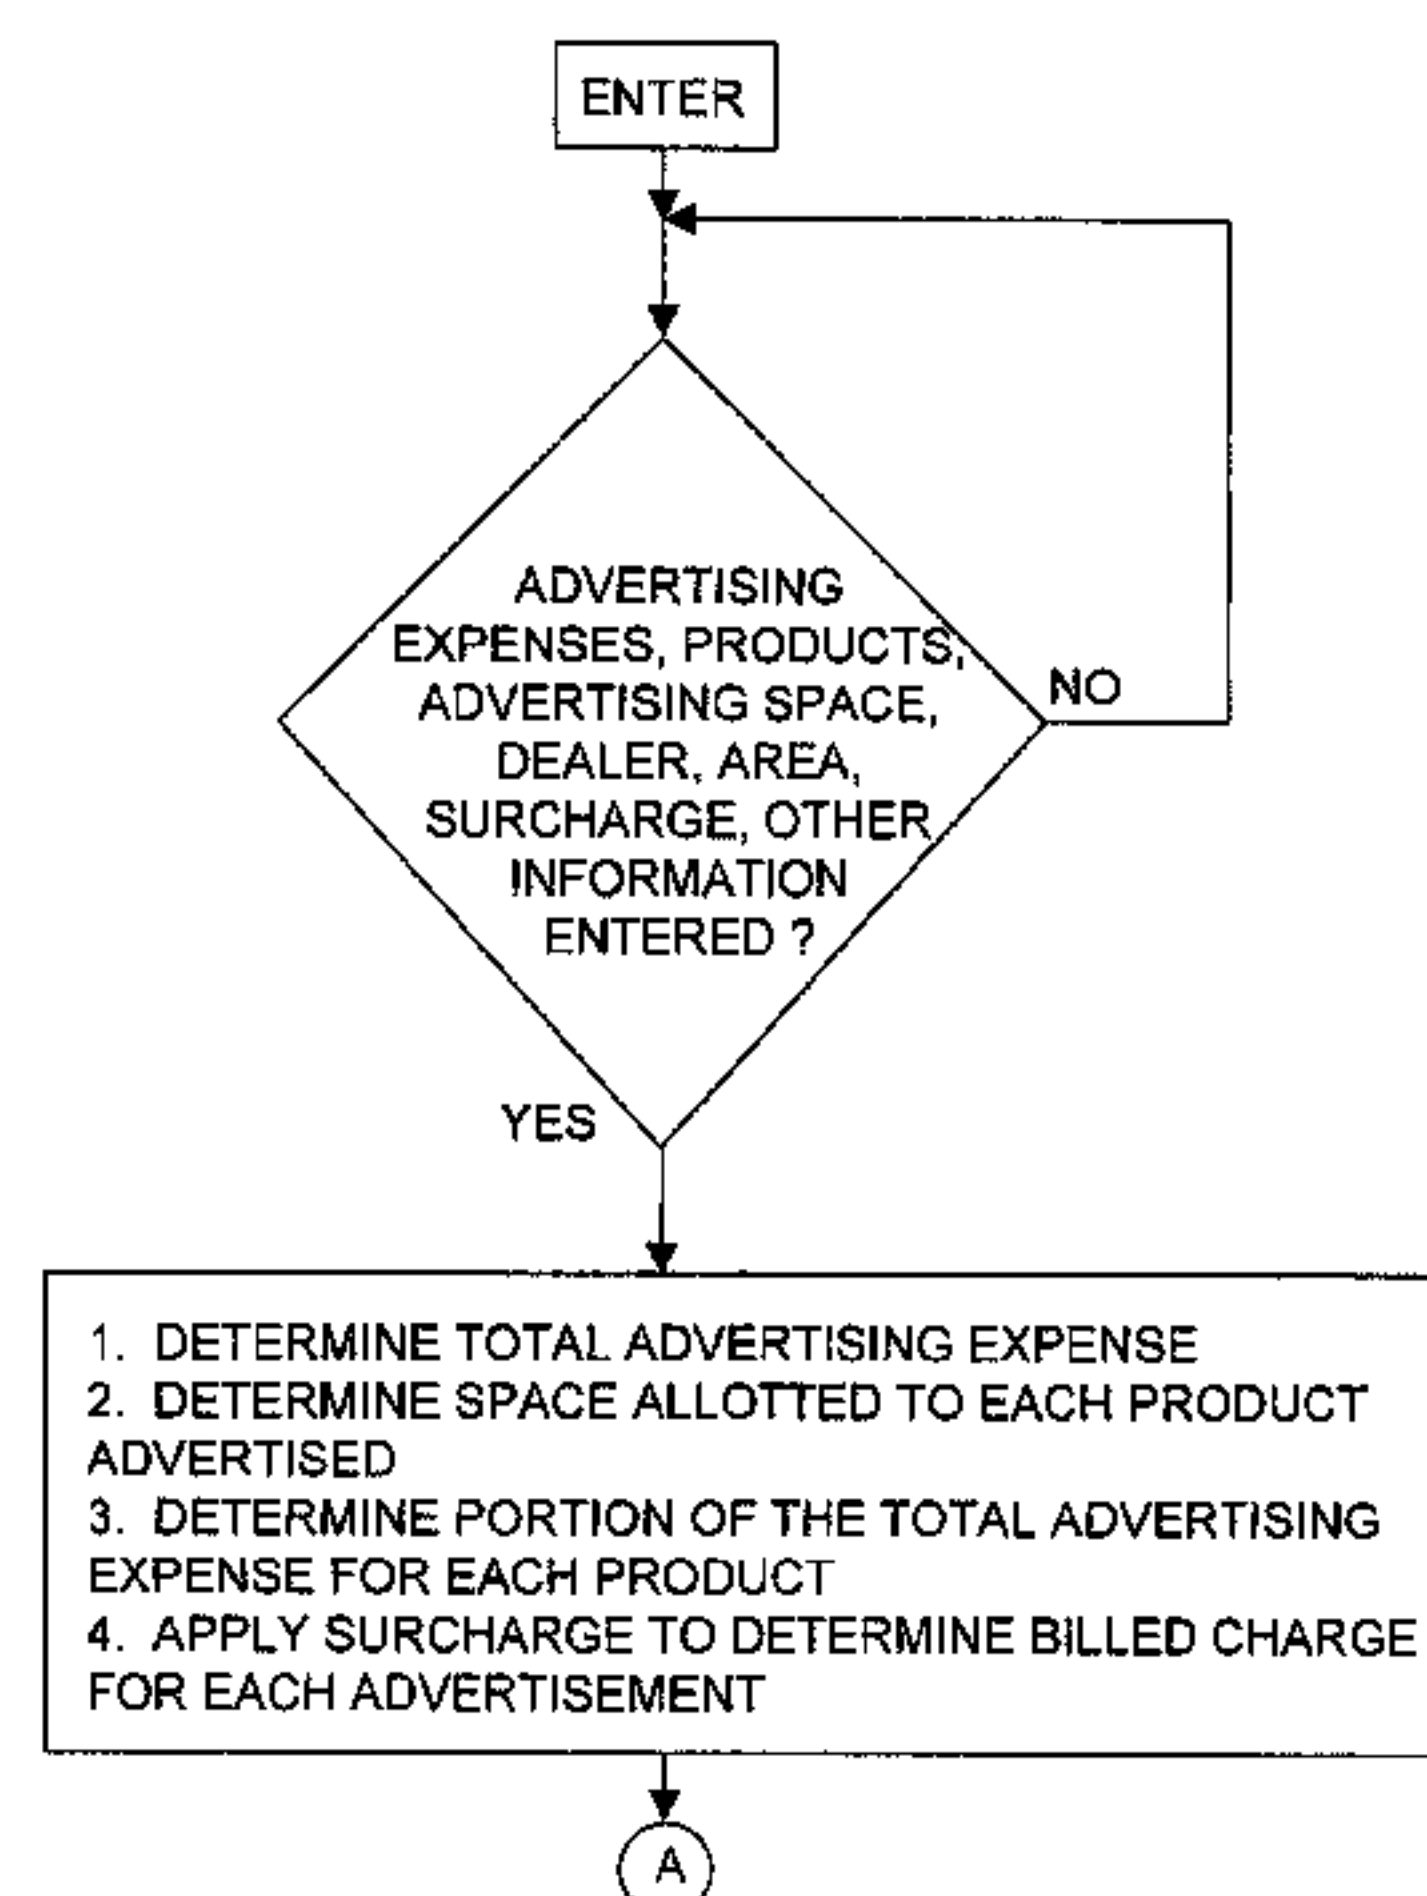 ENTER
ADVERTISING
EXPENSES, PRODUCTS,
ADVERTISING SPACE,
DEALER, AREA,
SURCHARGE, OTHER
INFORMATION
ENTERED ?
NO
YES
1. DETERMINE TOTAL ADVERTISING EXPENSE
2. DETERMINE SPACE ALLOTTED TO EACH PRODUCT
ADVERTISED
3. DETERMINE PORTION OF THE TOTAL ADVERTISING
EXPENSE FOR EACH PRODUCT
4. APPLY SURCHARGE TO DETERMINE BILLED CHARGE
FOR EACH ADVERTISEMENT
A